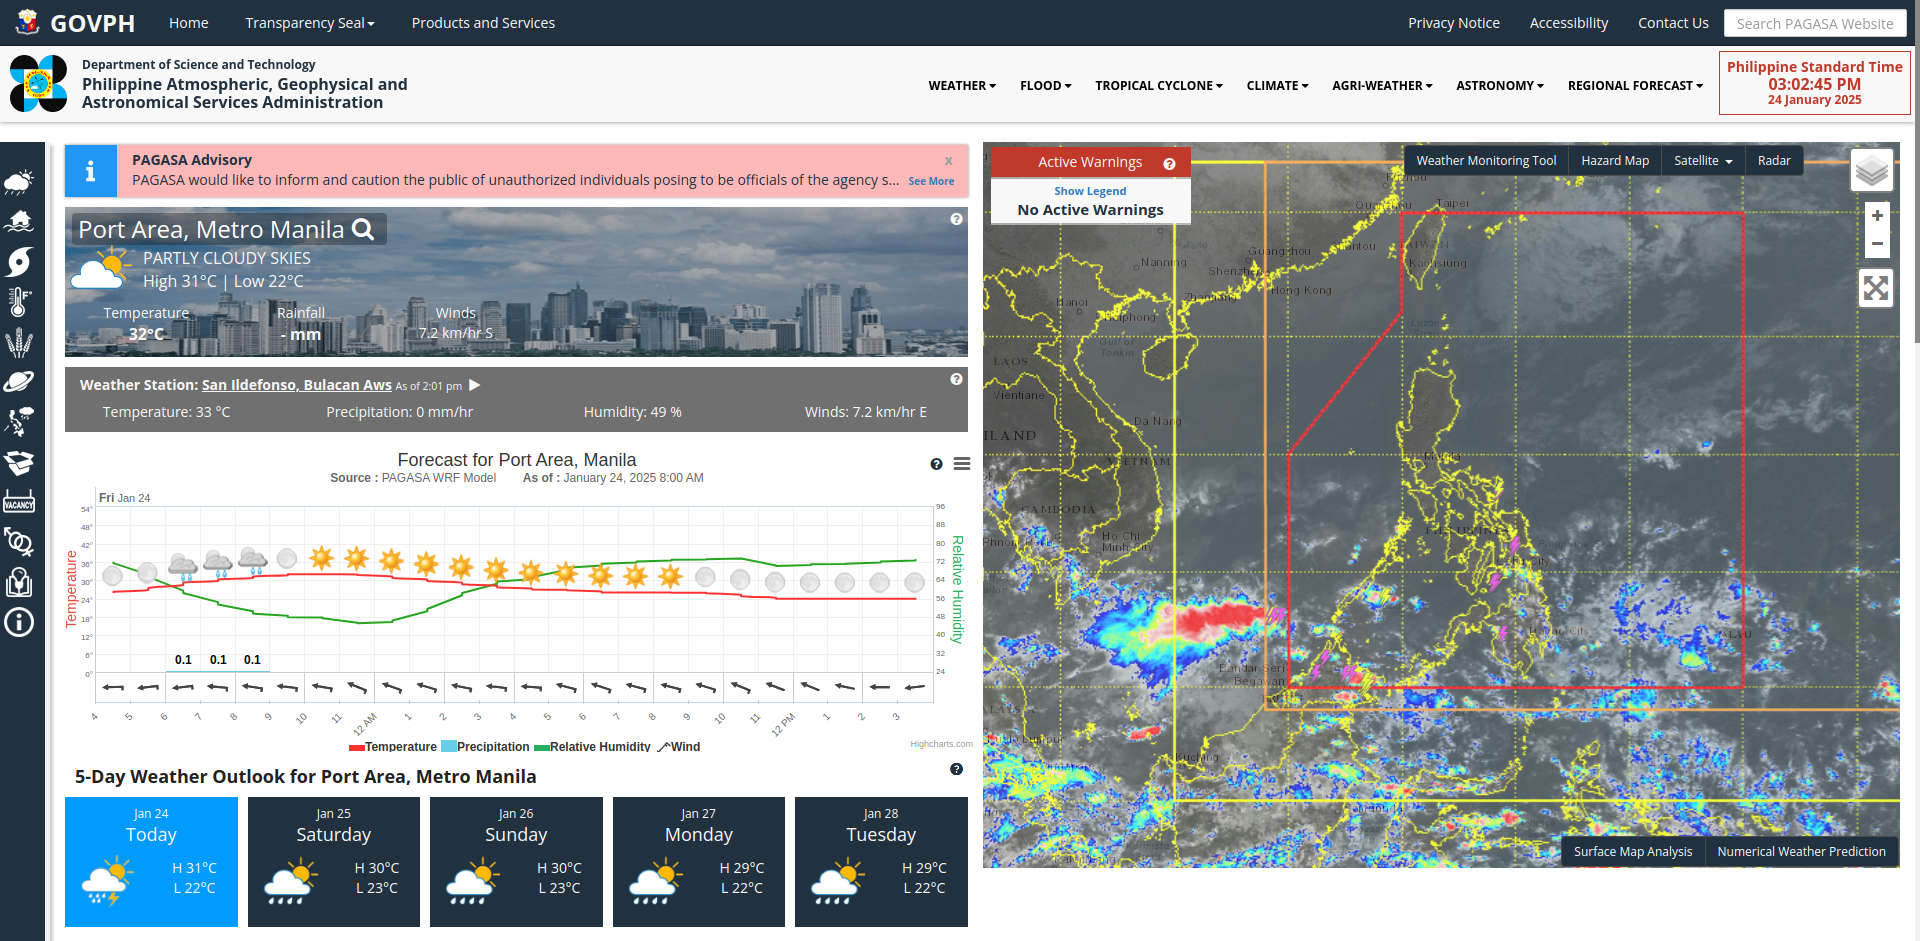 GOVPH
Home
Transparency Seal
Products and Services
Privacy Notice
Accessibility
Contact Us
Search PAGASA Website
Department of Science and Technology
Philippine Atmospheric, Geophysical and
Astronomical Services Administration
WEATHER
FLOOD
TROPICAL CYCLONE
CLIMATE
AGRI-WEATHER
ASTRONOMY
REGIONAL FORECAST
Philippine Standard Time
03:02:45 PM
24 January 2025
VACANCY
PAGASA Advisory
x
PAGASA would like to inform and caution the public of unauthorized individuals posing to be officials of the agency s... See More
Port Area, Metro Manila
PARTLY CLOUDY SKIES
High 31°C | Low 22°C
Temperature
32°C
Rainfall
- mm
Winds
7.2 km/hr S
Weather Station: San Ildefonso, Bulacan Aws As of 2:01 pm
Temperature: 33 °C
Precipitation: 0 mm/hr
Humidity: 49 %
Winds: 7.2 km/hr E
Forecast for Port Area, Manila
Source : PAGASA WRF Model As of : January 24, 2025 8:00 AM
Fri Jan 24
Temperature
54°
48°
42°
36°
30°
24°
18°
12°
6°
0°
96
88
80
72
64
56
48
40
32
24
Relative Humidity
0.1 0.1 0.1
4 5 6 7 8 9 10 11 12 AM 1 2 3 4 5 6 7 8 9 10 11 12 PM 1 2 3
Temperature Precipitation Relative Humidity Wind
Highcharts.com
5-Day Weather Outlook for Port Area, Metro Manila
Jan 24
Today
H 31°C
L 22°C
Jan 25
Saturday
H 30°C
L 23°C
Jan 26
Sunday
H 30°C
L 23°C
Jan 27
Monday
H 29°C
L 22°C
Jan 28
Tuesday
H 29°C
L 22°C
Active Warnings
Show Legend
No Active Warnings
Weather Monitoring Tool
Hazard Map
Satellite
Radar
+
−
Taipei
Guangzhou
TAIWAN
Kaohsiung
Nanning
Shenzhen
Hong Kong
Hanoi
Haiphong
Luzon
Gulf of
Tonkin
LAOS
Vientiane
Da Nang
ILAND
VIETNAM
Manila
CAMBODIA
Ho Chi
Minh City
Phnom
Davao City
PALAU
Bandar Seri
Begawan
Kuching
Surface Map Analysis
Numerical Weather Prediction